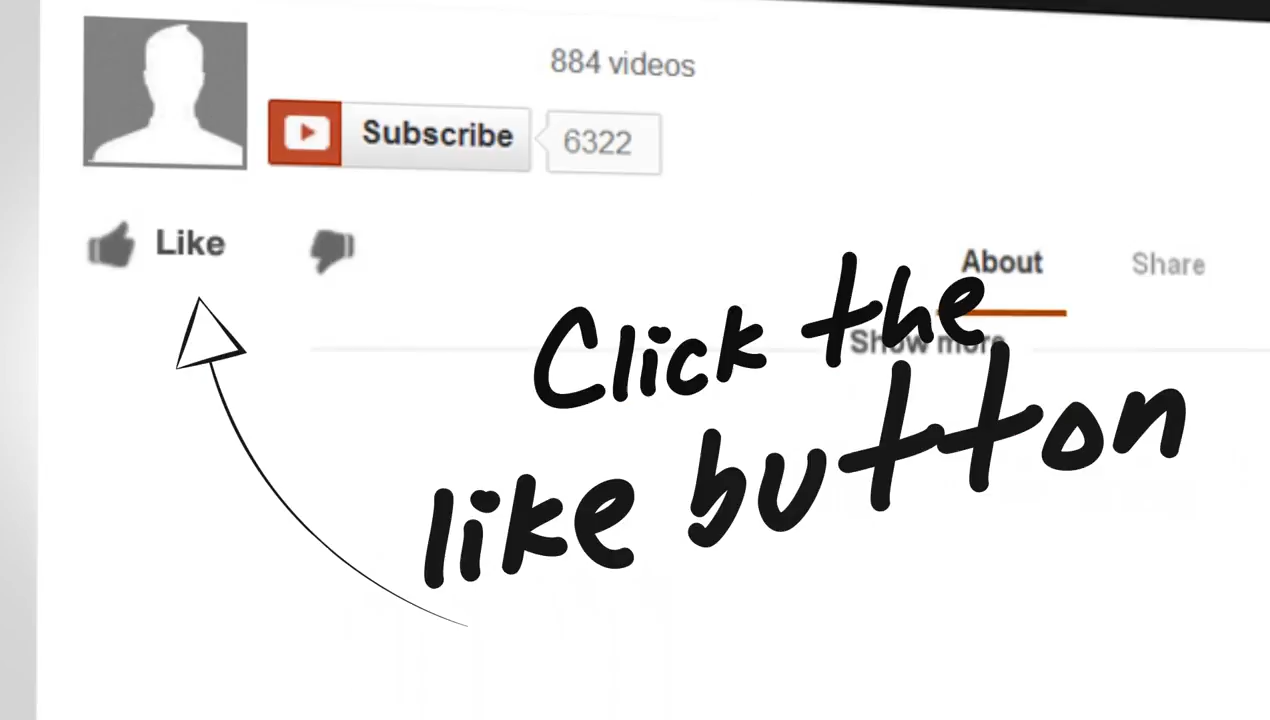 884 videos
Subscribe 6322
Like
About Share
Show more
Click the
like button